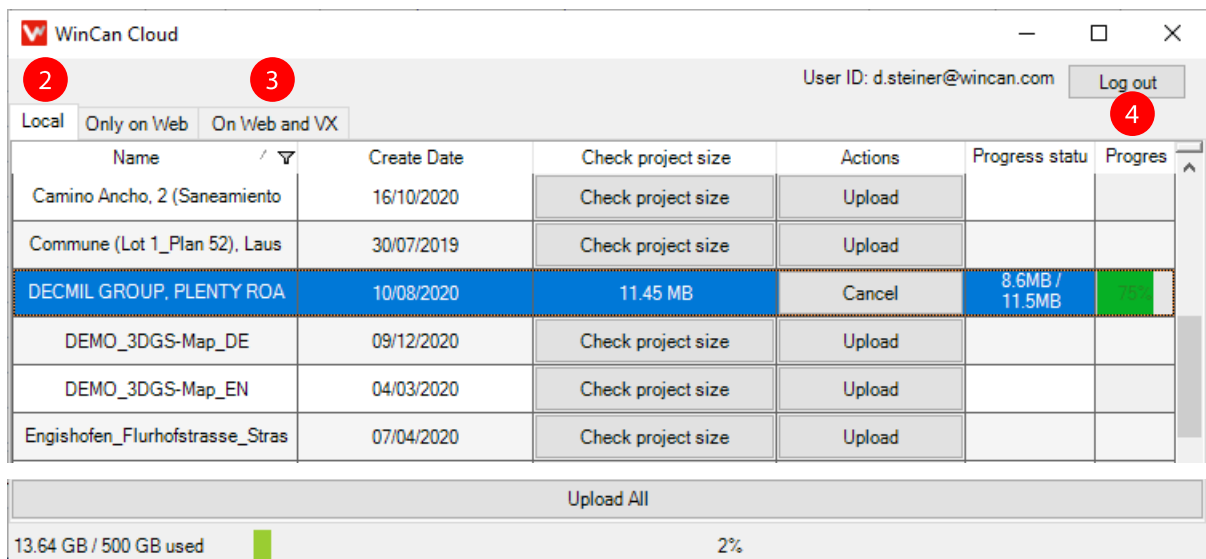 WinCan Cloud
2 3 User ID: d.steiner@wincan.com Log out
4
Local Only on Web On Web and VX
Name Create Date Check project size Actions Progress statu Progres
Camino Ancho, 2 (Saneamiento 16/10/2020 Check project size Upload
Commune (Lot 1_Plan 52), Laus 30/07/2019 Check project size Upload
DECMIL GROUP, PLENTY ROA 10/08/2020 11.45 MB Cancel 8.6MB /
11.5MB 75%
DEMO_3DGS-Map_DE 09/12/2020 Check project size Upload
DEMO_3DGS-Map_EN 04/03/2020 Check project size Upload
Engishofen_Flurhofstrasse_Stras 07/04/2020 Check project size Upload
Upload All
13.64 GB / 500 GB used 2%